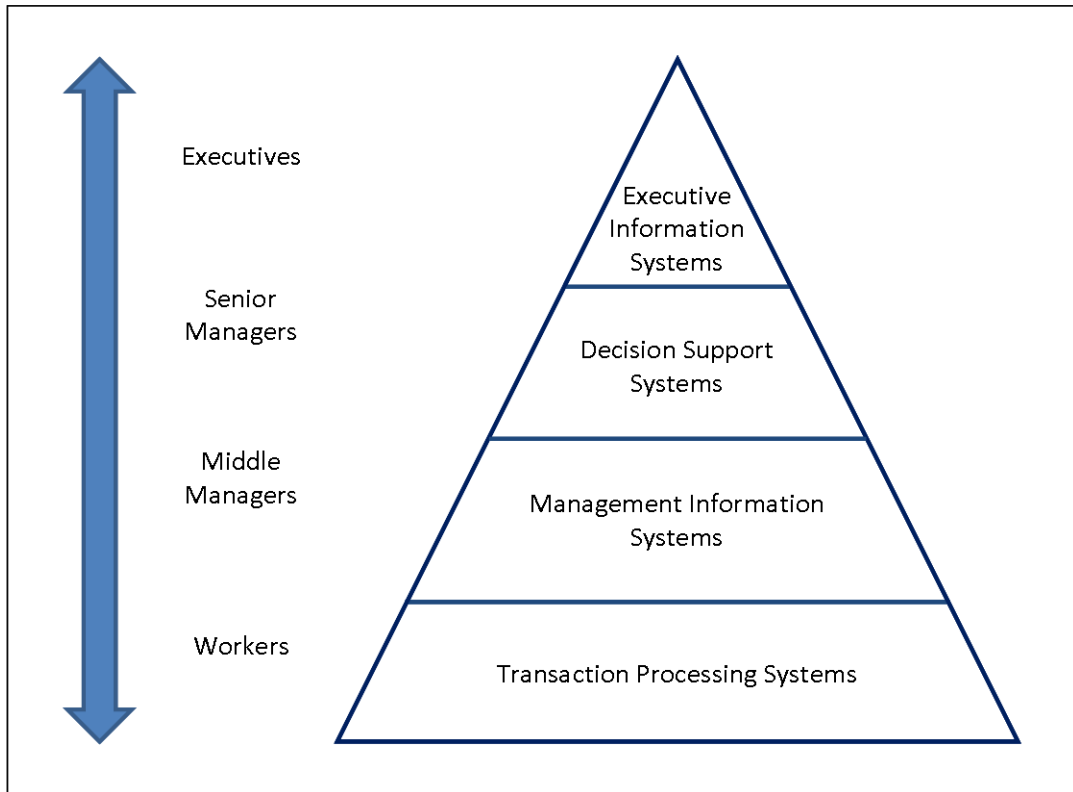 Executives
Executive
Information
Systems
Senior
Managers
Decision Support
Systems
Middle
Managers
Management Information
Systems
Workers
Transaction Processing Systems